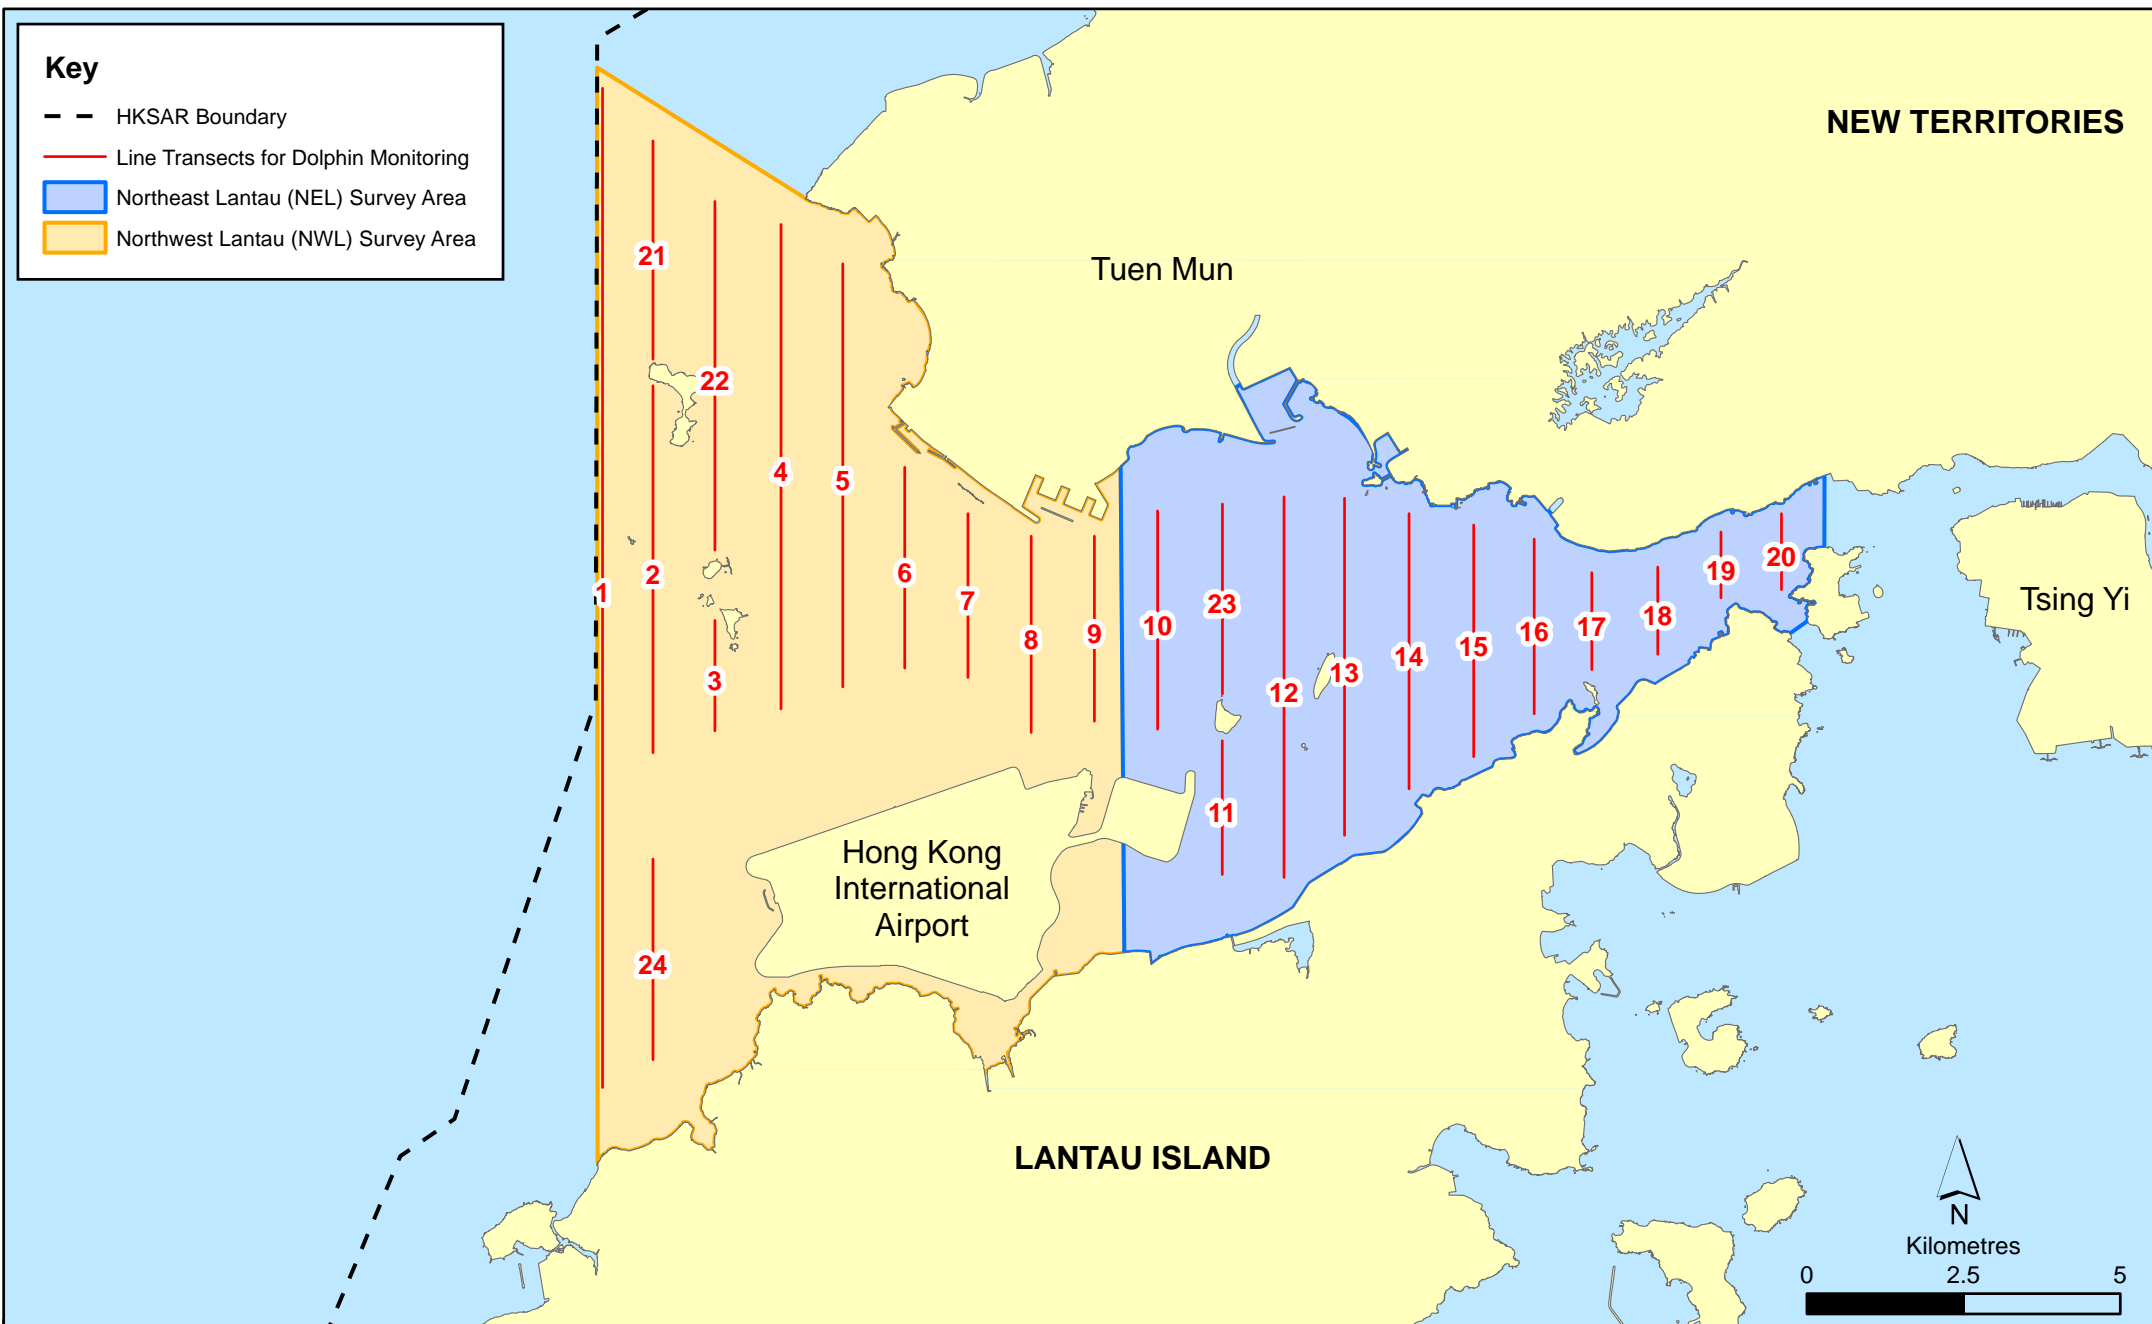 Key
HKSAR Boundary
Line Transects for Dolphin Monitoring
Northeast Lantau (NEL) Survey Area
Northwest Lantau (NWL) Survey Area
NEW TERRITORIES
Tuen Mun
21
22
4
5
2
1
6
7
8
9
3
10
23
12
13
14
15
16
17
18
19
20
Tsing Yi
11
Hong Kong
International
Airport
24
LANTAU ISLAND
N
Kilometres
0 2.5 5